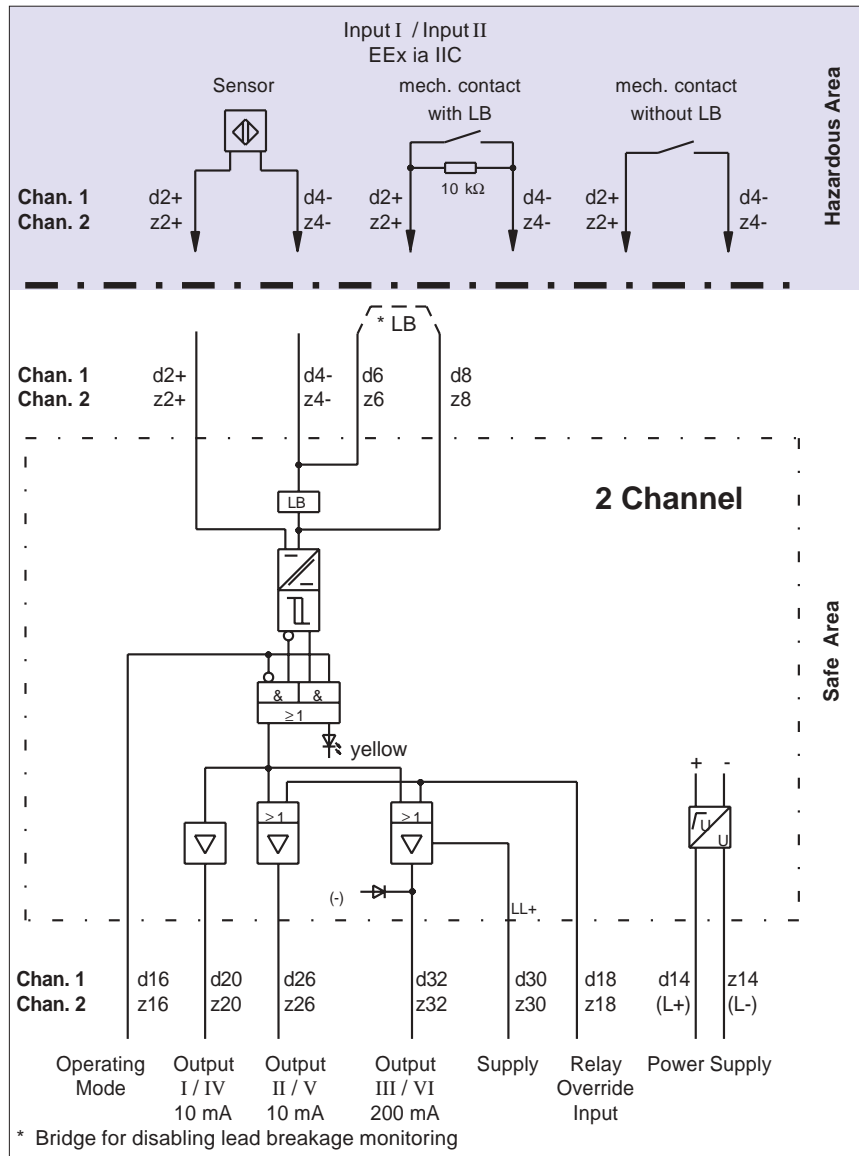 Input I / Input II
EEx ia IIC
Sensor
mech. contact
with LB
mech. contact
without LB
Hazardous Area
10 kΩ
Chan. 1 d2+ d4- d2+ d4- d2+ d4-
Chan. 2 z2+ z4- z2+ z4- z2+ z4-
* LB
Chan. 1 d2+ d4- d6 d8
Chan. 2 z2+ z4- z6 z8
LB
2 Channel
Safe Area
& &
≥1
yellow
+ -
>1 >1
U
U
(-)
LL+
Chan. 1 d16 d20 d26 d32 d30 d18 d14 z14
Chan. 2 z16 z20 z26 z32 z30 z18 (L+) (L-)
Operating Output Output Output Supply Relay Power Supply
Mode I / IV II / V III / VI Override
10 mA 10 mA 200 mA Input
* Bridge for disabling lead breakage monitoring